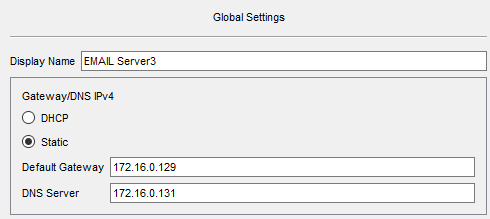 Global Settings
Display Name EMAIL Server3
Gateway/DNS IPv4
DHCP
Static
Default Gateway 172.16.0.129
DNS Server 172.16.0.131